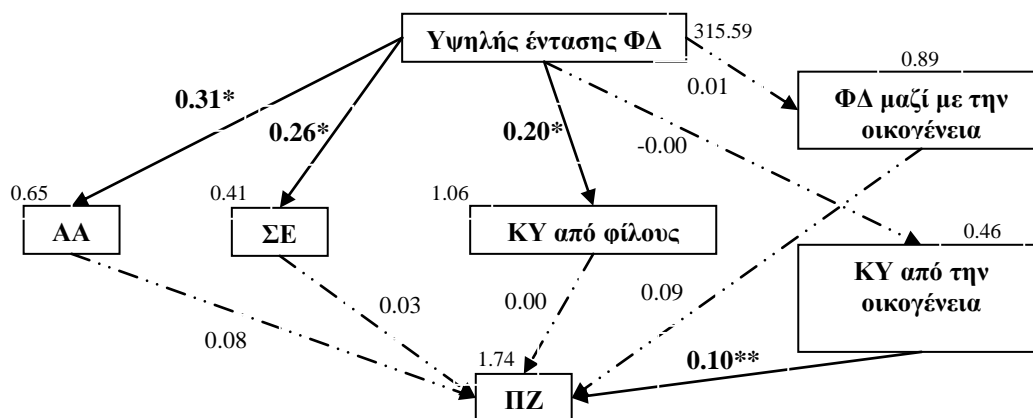 Υψηλής έντασης ΦΔ
315.59
0.89
0.01
ΦΔ μαζί με την
οικογένεια
0.31*
0.26*
0.20*
-0.00
0.65
0.41
1.06
ΑΑ
ΣΕ
ΚΥ από φίλους
0.46
ΚΥ από την
οικογένεια
0.08
0.03
0.00
0.09
1.74
0.10**
ΠΖ